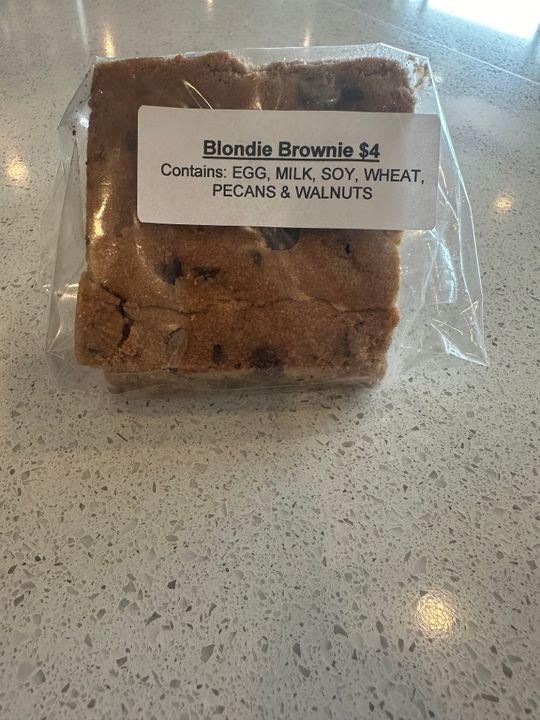 Blondie Brownie $4
Contains: EGG, MILK, SOY, WHEAT,
PECANS & WALNUTS